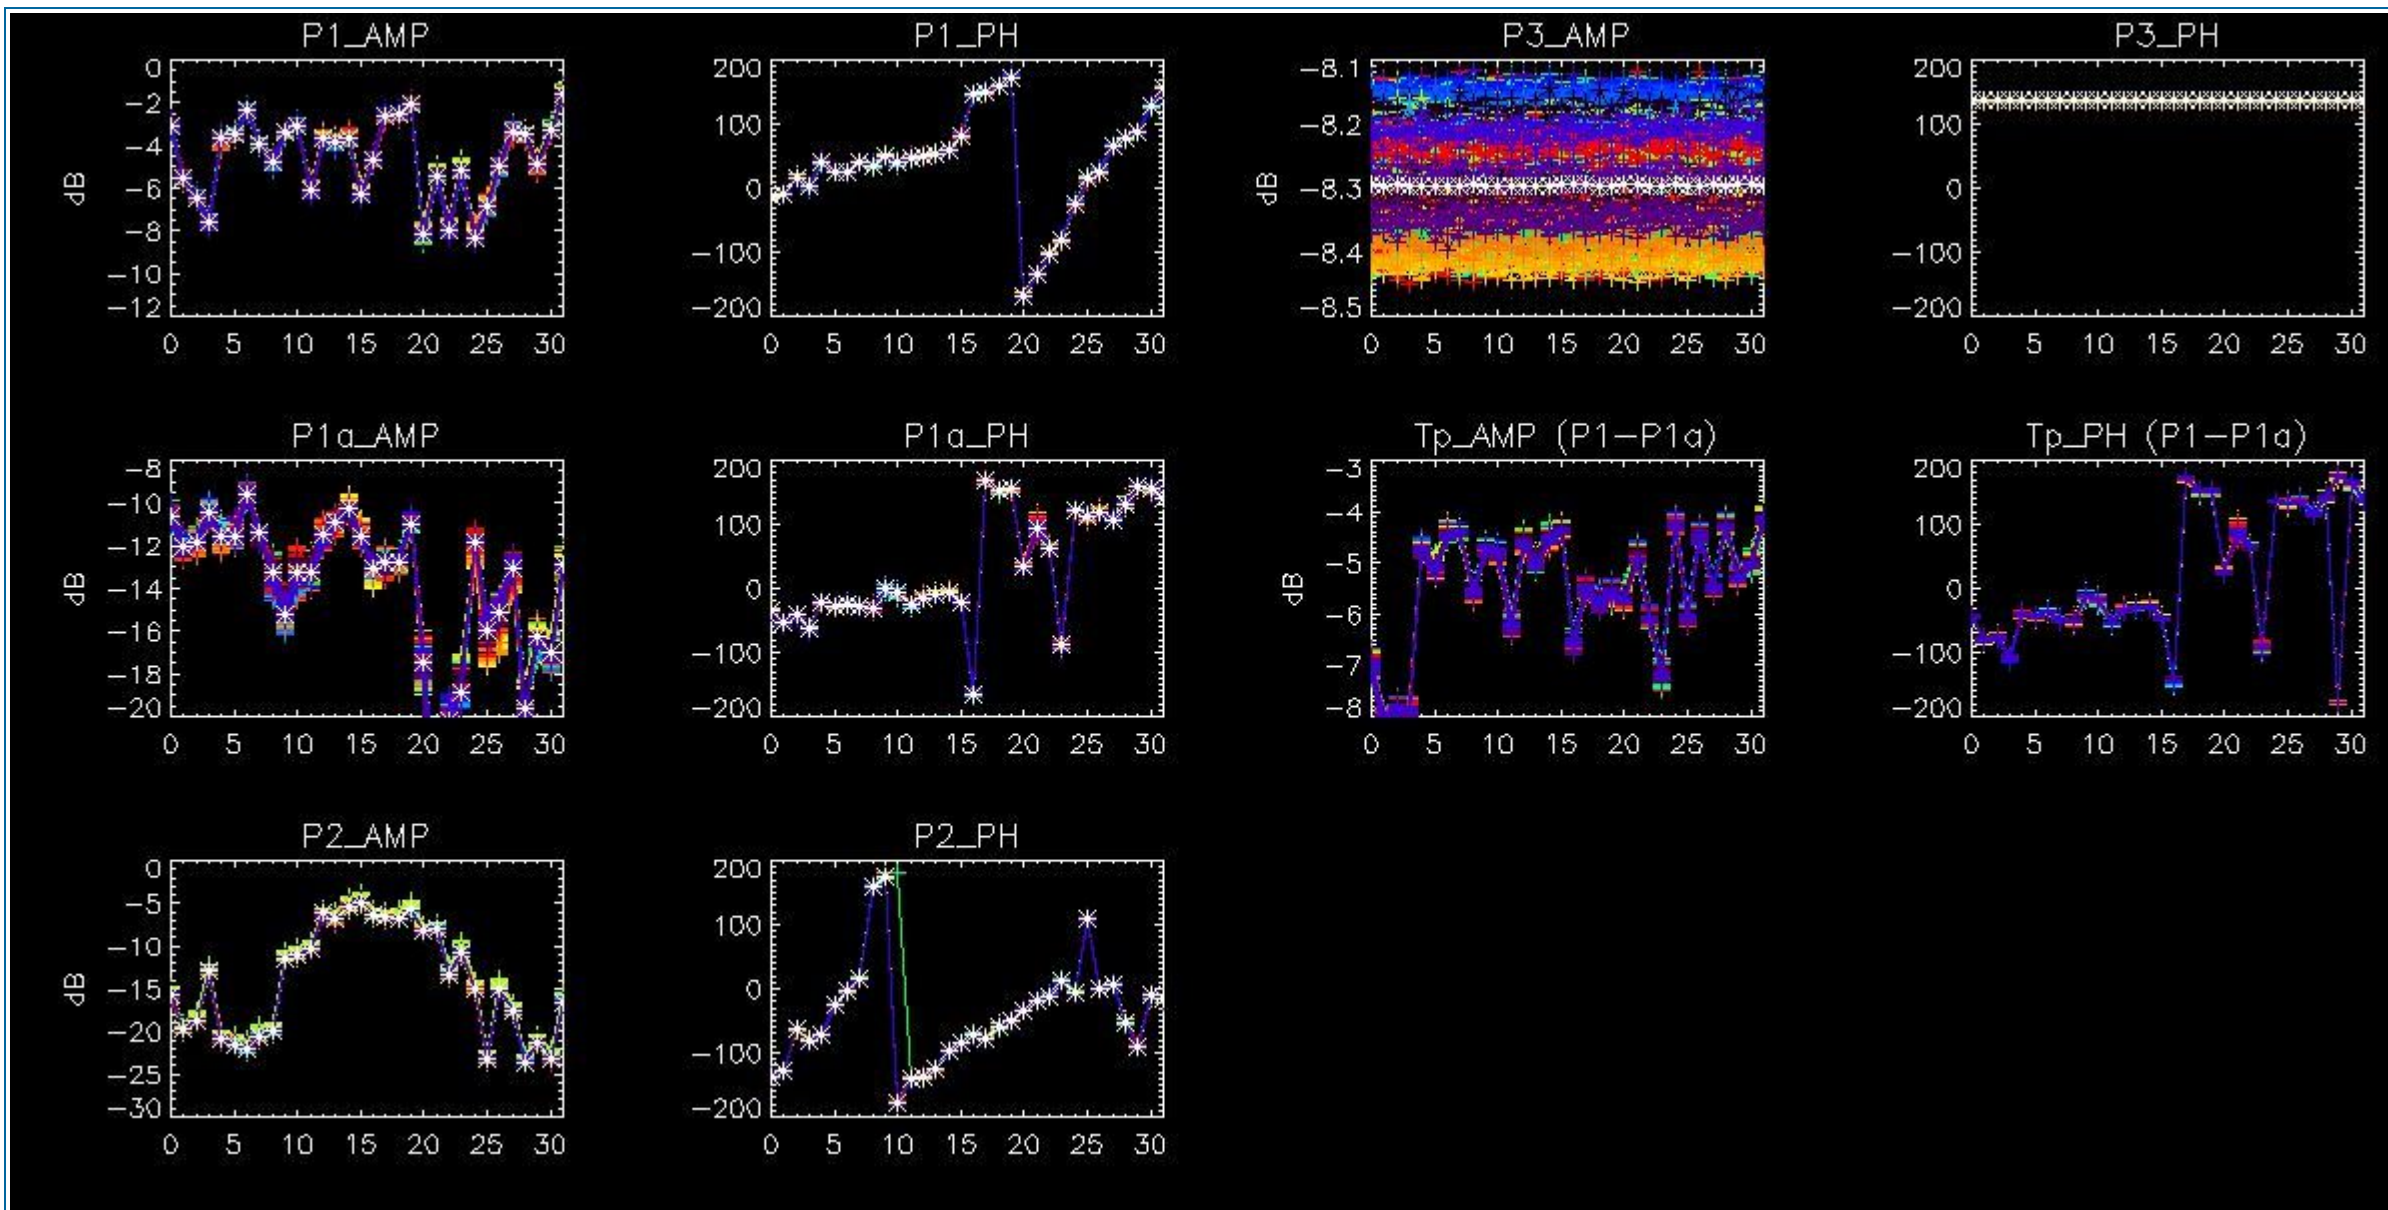 P1_AMP
P1_PH
P3_AMP
P3_PH
0
−2
−4
−6
−8
−10
−12
dB
0 5 10 15 20 25 30
200
100
0
−100
−200
0 5 10 15 20 25 30
−8.1
−8.2
−8.3
−8.4
−8.5
dB
0 5 10 15 20 25 30
200
100
0
−100
−200
0 5 10 15 20 25 30
P1a_AMP
P1a_PH
Tp_AMP (P1−P1a)
Tp_PH (P1−P1a)
−8
−10
−12
−14
−16
−18
−20
dB
0 5 10 15 20 25 30
200
100
0
−100
−200
0 5 10 15 20 25 30
−3
−4
−5
−6
−7
−8
dB
0 5 10 15 20 25 30
200
100
0
−100
−200
0 5 10 15 20 25 30
P2_AMP
P2_PH
0
−5
−10
−15
−20
−25
−30
dB
0 5 10 15 20 25 30
200
100
0
−100
−200
0 5 10 15 20 25 30